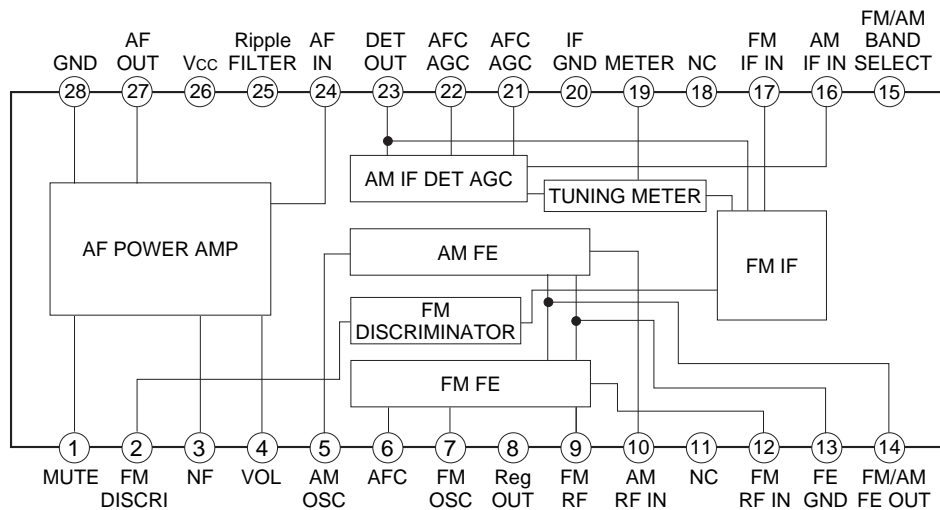 GND
AF
OUT
Vcc
Ripple
FILTER
AF
IN
DET
OUT
AFC
AGC
AFC
AGC
IF
GND
METER
NC
FM
IF IN
AM
IF IN
FM/AM
BAND
SELECT
28
27
26
25
24
23
22
21
20
19
18
17
16
15
AM IF DET AGC
TUNING METER
AF POWER AMP
AM FE
FM IF
FM
DISCRIMINATOR
FM FE
1
2
3
4
5
6
7
8
9
10
11
12
13
14
MUTE
FM
DISCRI
NF
VOL
AM
OSC
AFC
FM
OSC
Reg
OUT
FM
RF
AM
RF IN
NC
FM
RF IN
FE
GND
FM/AM
FE OUT